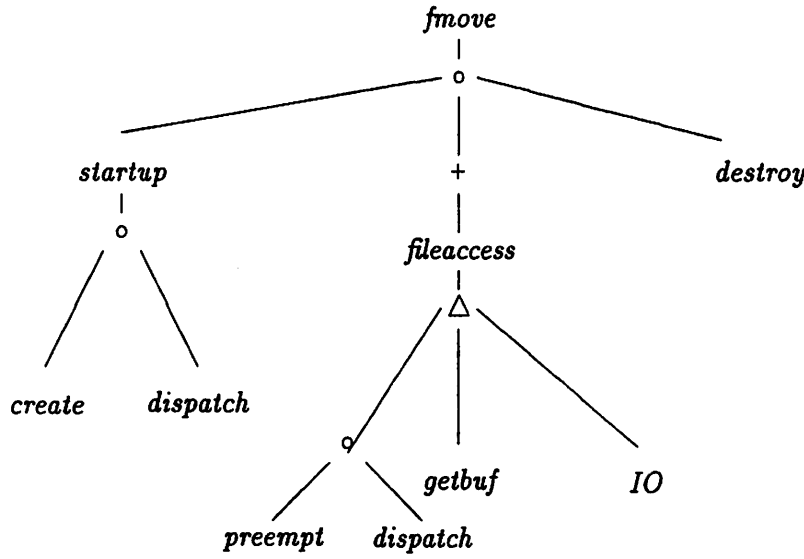 fmove
o
startup + destroy
o
fileaccess
△
create dispatch
o
getbuf IO
preempt dispatch